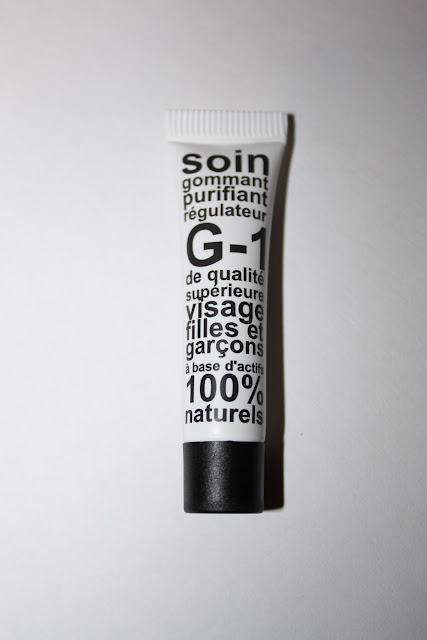 soin
gommant
purifiant
régulateur
G-1
de qualité
supérieure
visage
filles et
garçons
à base d'actifs
100%
naturels